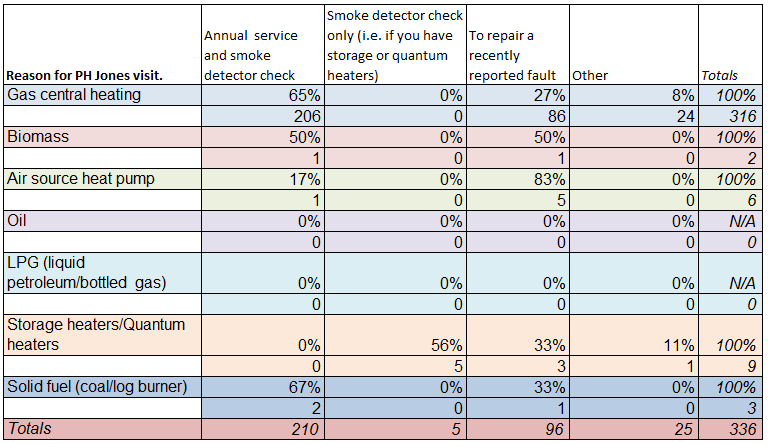 Reason for PH Jones visit. Annual service and smoke detector check Smoke detector check only (i.e. if you have storage or quantum heaters) To repair a recently reported fault Other Totals
Gas central heating 65% 0% 27% 8% 100%
206 0 86 24 316
Biomass 50% 0% 50% 0% 100%
1 0 1 0 2
Air source heat pump 17% 0% 83% 0% 100%
1 0 5 0 6
Oil 0% 0% 0% 0% N/A
0 0 0 0 0
LPG (liquid
petroleum/bottled gas) 0% 0% 0% 0% N/A
0 0 0 0 0
Storage heaters/Quantum
heaters 0% 56% 33% 11% 100%
0 5 3 1 9
Solid fuel (coal/log burner) 67% 0% 33% 0% 100%
2 0 1 0 3
Totals 210 5 96 25 336